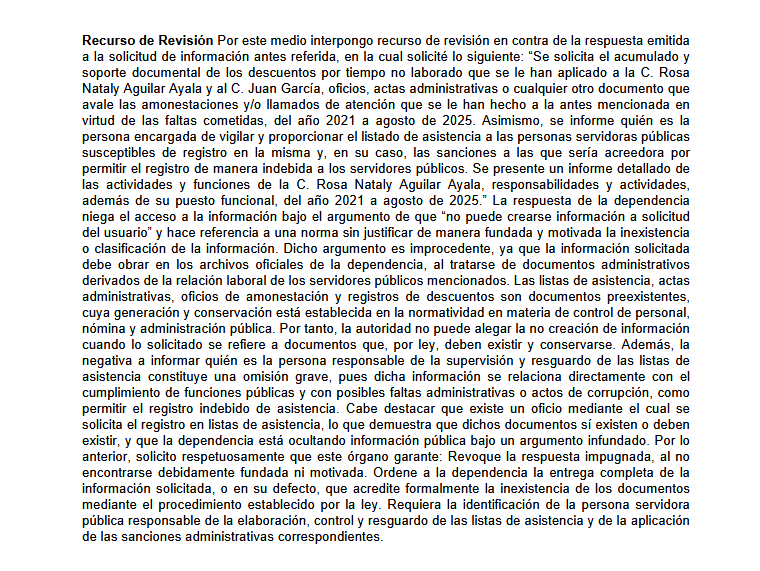 Recurso de Revisión Por este medio interpongo recurso de revisión en contra de la respuesta emitida
a la solicitud de información antes referida, en la cual solicité lo siguiente: “Se solicita el acumulado y
soporte documental de los descuentos por tiempo no laborado que se le han aplicado a la C. Rosa
Nataly Aguilar Ayala y al C. Juan García, oficios, actas administrativas o cualquier otro documento que
avale las amonestaciones y/o llamados de atención que se le han hecho a la antes mencionada en
virtud de las faltas cometidas, del año 2021 a agosto de 2025. Asimismo, se informe quién es la
persona encargada de vigilar y proporcionar el listado de asistencia a las personas servidoras públicas
susceptibles de registro en la misma y, en su caso, las sanciones a las que sería acreedora por
permitir el registro de manera indebida a los servidores públicos. Se presente un informe detallado de
las actividades y funciones de la C. Rosa Nataly Aguilar Ayala, responsabilidades y actividades,
además de su puesto funcional, del año 2021 a agosto de 2025.” La respuesta de la dependencia
niega el acceso a la información bajo el argumento de que “no puede crearse información a solicitud
del usuario” y hace referencia a una norma sin justificar de manera fundada y motivada la inexistencia
o clasificación de la información. Dicho argumento es improcedente, ya que la información solicitada
debe obrar en los archivos oficiales de la dependencia, al tratarse de documentos administrativos
derivados de la relación laboral de los servidores públicos mencionados. Las listas de asistencia, actas
administrativas, oficios de amonestación y registros de descuentos son documentos preexistentes,
cuya generación y conservación está establecida en la normatividad en materia de control de personal,
nómina y administración pública. Por tanto, la autoridad no puede alegar la no creación de información
cuando lo solicitado se refiere a documentos que, por ley, deben existir y conservarse. Además, la
negativa a informar quién es la persona responsable de la supervisión y resguardo de las listas de
asistencia constituye una omisión grave, pues dicha información se relaciona directamente con el
cumplimiento de funciones públicas y con posibles faltas administrativas o actos de corrupción, como
permitir el registro indebido de asistencia. Cabe destacar que existe un oficio mediante el cual se
solicita el registro en listas de asistencia, lo que demuestra que dichos documentos sí existen o deben
existir, y que la dependencia está ocultando información pública bajo un argumento infundado. Por lo
anterior, solicito respetuosamente que este órgano garante: Revoque la respuesta impugnada, al no
encontrarse debidamente fundada ni motivada. Ordene a la dependencia la entrega completa de la
información solicitada, o en su defecto, que acredite formalmente la inexistencia de los documentos
mediante el procedimiento establecido por la ley. Requiera la identificación de la persona servidora
pública responsable de la elaboración, control y resguardo de las listas de asistencia y de la aplicación
de las sanciones administrativas correspondientes.